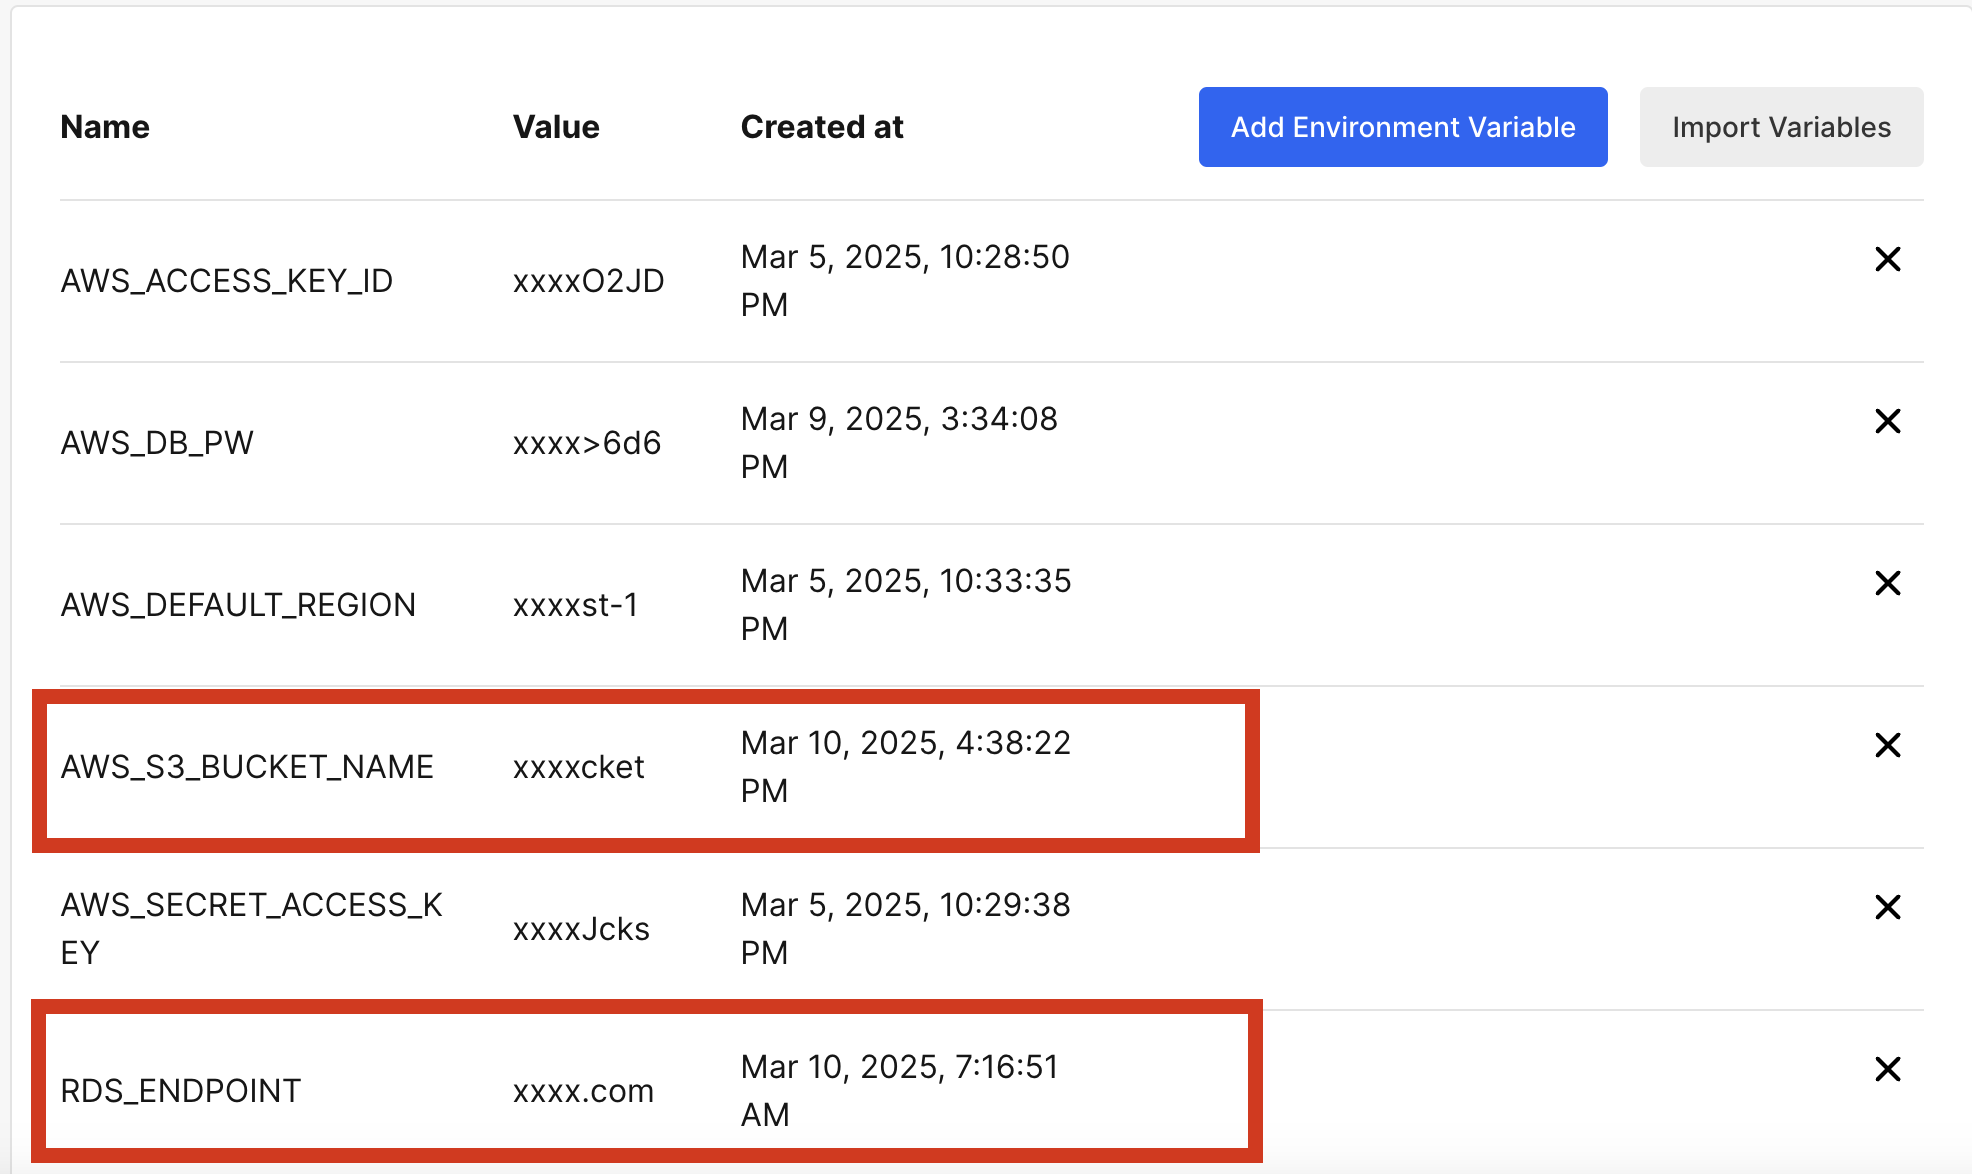 Name Value Created at Add Environment Variable Import Variables
AWS_ACCESS_KEY_ID xxxxO2JD Mar 5, 2025, 10:28:50
PM
AWS_DB_PW xxxx>6d6 Mar 9, 2025, 3:34:08
PM
AWS_DEFAULT_REGION xxxxst-1 Mar 5, 2025, 10:33:35
PM
AWS_S3_BUCKET_NAME xxxxcket Mar 10, 2025, 4:38:22
PM
AWS_SECRET_ACCESS_K
EY xxxxJcks Mar 5, 2025, 10:29:38
PM
RDS_ENDPOINT xxxx.com Mar 10, 2025, 7:16:51
AM